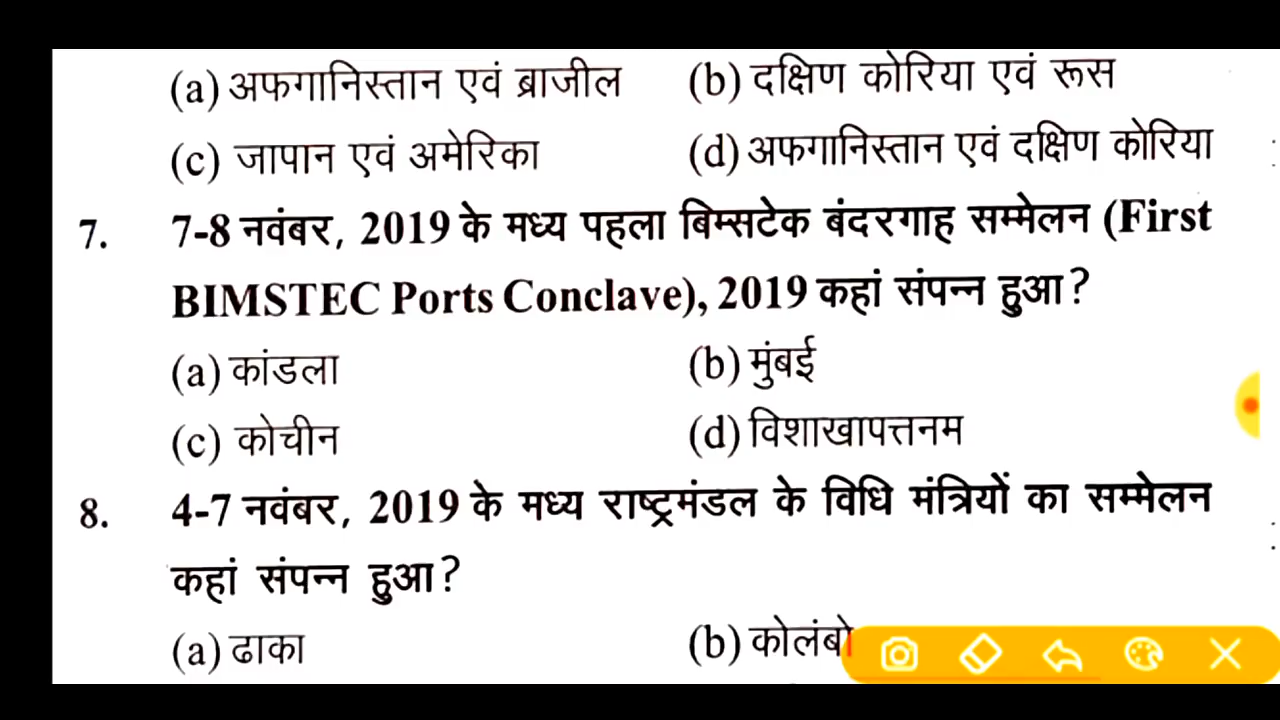 (a) अफगानिस्तान एवं ब्राजील (b) दक्षिण कोरिया एवं रूस
(c) जापान एवं अमेरिका (d) अफगानिस्तान एवं दक्षिण कोरिया
7. 7-8 नवंबर, 2019 के मध्य पहला बिम्सटेक बंदरगाह सम्मेलन (First
BIMSTEC Ports Conclave), 2019 कहां संपन्न हुआ?
(a) कांडला (b) मुंबई
(c) कोचीन (d) विशाखापत्तनम
8. 4-7 नवंबर, 2019 के मध्य राष्ट्रमंडल के विधि मंत्रियों का सम्मेलन
कहां संपन्न हुआ?
(a) ढाका (b) कोलंबो